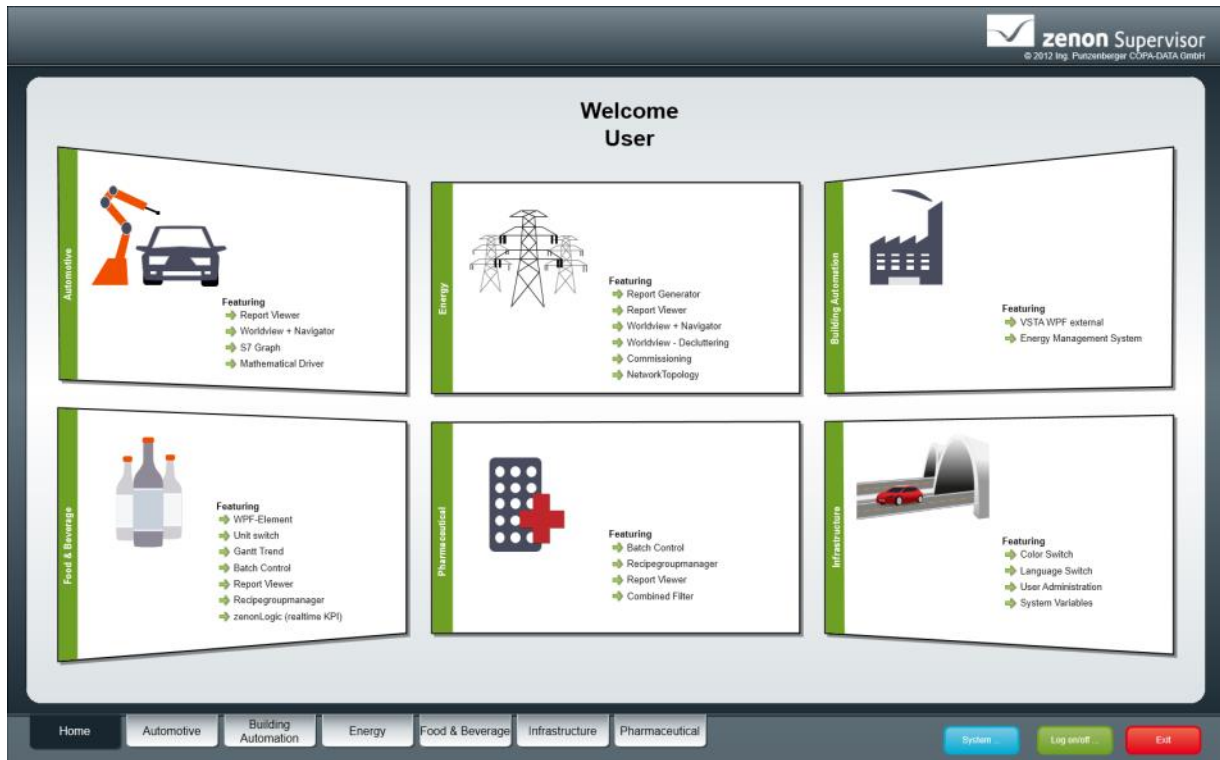 zenon Supervisor
© 2012 Ing. Punzenberger COPA-DATA GmbH
Welcome
User
Automotive
Featuring
Report Viewer
Worldview + Navigator
S7 Graph
Mathematical Driver
Energy
Featuring
Report Generator
Report Viewer
Worldview + Navigator
Worldview - Decluttering
Commissioning
NetworkTopology
Building Automation
Featuring
VSTA WPF external
Energy Management System
Food & Beverage
Featuring
WPF-Element
Unit switch
Gantt Trend
Batch Control
Report Viewer
Recipegroupmanager
zenonLogic (realtime KPI)
Pharmaceutical
Featuring
Batch Control
Recipegroupmanager
Report Viewer
Combined Filter
Infrastructure
Featuring
Color Switch
Language Switch
User Administration
System Variables
Home
Automotive
Building
Automation
Energy
Food & Beverage
Infrastructure
Pharmaceutical
System ...
Log on/off ...
Exit